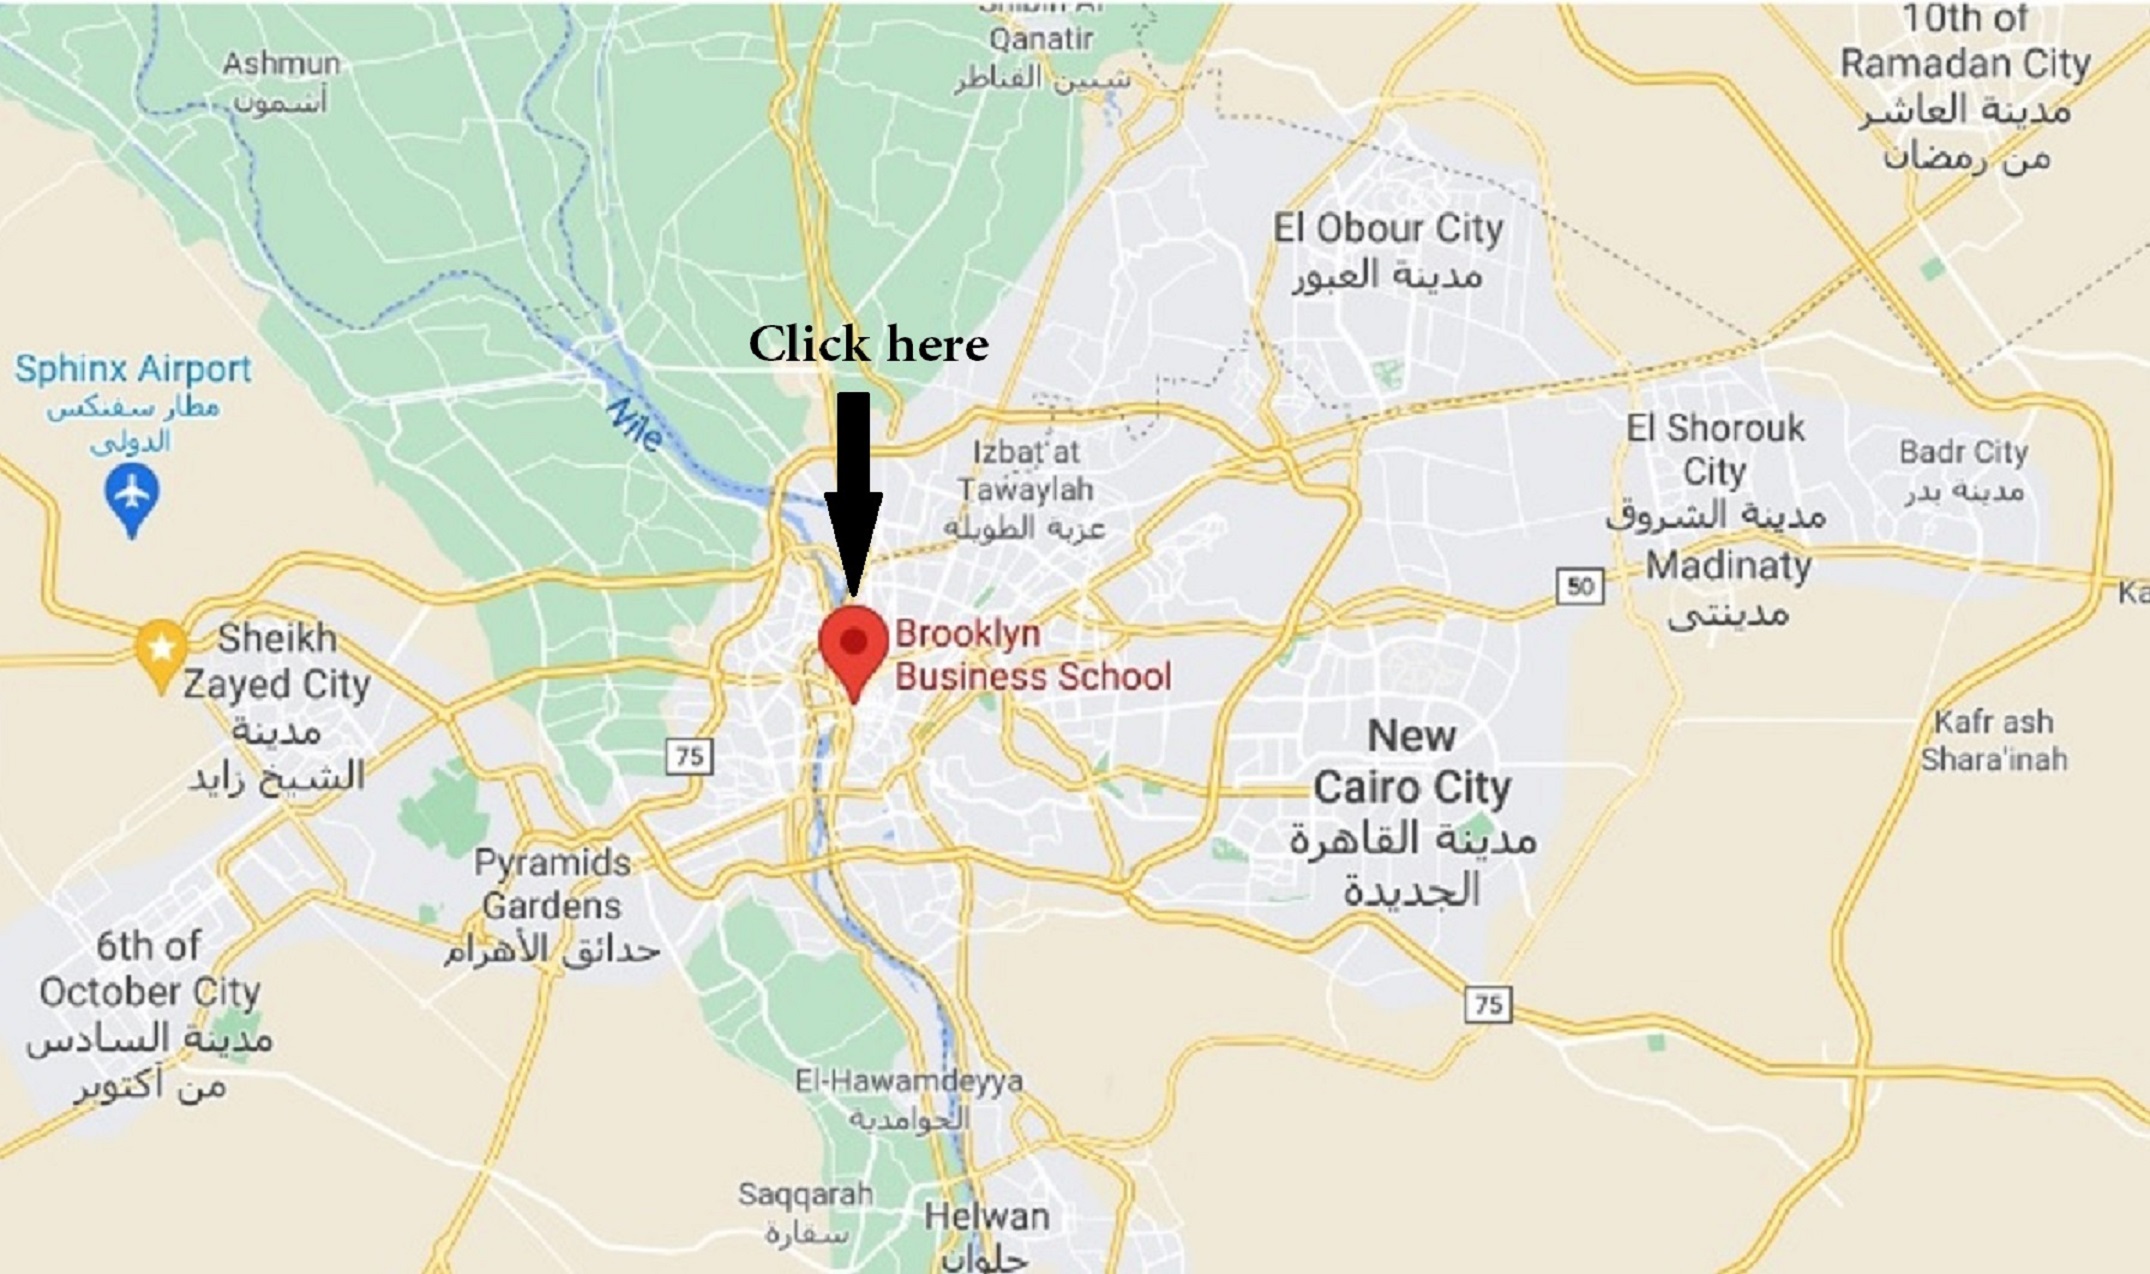 Qanatir
شبين القناطر
10th of
Ramadan City
مدينة العاشر
من رمضان
Ashmun
أشمون
El Obour City
مدينة العبور
Click here
Sphinx Airport
مطار سفنكس
الدولي
Nile
Izbat'at
Tawaylah
عزبة الطويلة
El Shorouk
City
مدينة الشروق
Badr City
مدينة بدر
Madinaty
مدينتي
50
Ka
Sheikh
Zayed City
مدينة
الشيخ زايد
Brooklyn
Business School
75
New
Cairo City
مدينة القاهرة
الجديدة
Kafr ash
Shara'inah
Pyramids
Gardens
حدائق الأهرام
6th of
October City
مدينة السادس
من أكتوبر
75
El-Hawamdeyya
الحوامدية
Saqqarah
سقارة
Helwan
حلوان